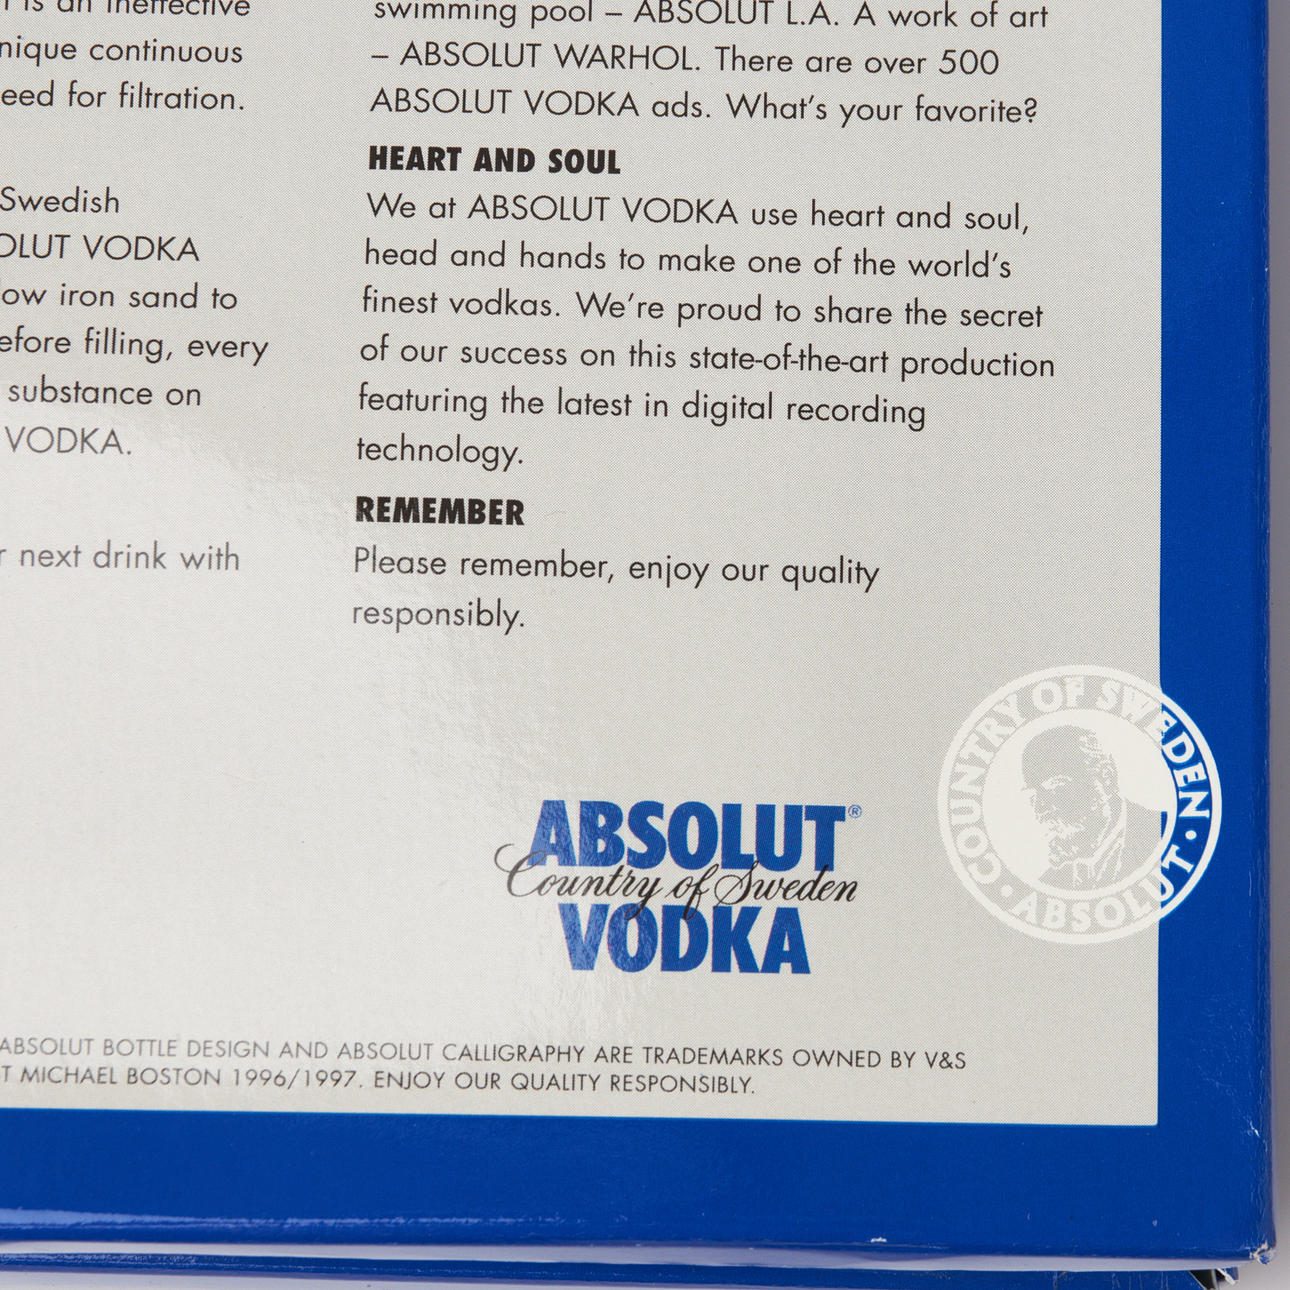 is an ineffective
nique continuous
eed for filtration.
Swedish
OLUT VODKA
ow iron sand to
efore filling, every
substance on
VODKA.
r next drink with
swimming pool – ABSOLUT L.A. A work of art
– ABSOLUT WARHOL. There are over 500
ABSOLUT VODKA ads. What's your favorite?
HEART AND SOUL
We at ABSOLUT VODKA use heart and soul,
head and hands to make one of the world's
finest vodkas. We're proud to share the secret
of our success on this state-of-the-art production
featuring the latest in digital recording
technology.
REMEMBER
Please remember, enjoy our quality
responsibly.
COUNTRY OF SWEDEN · ABSOLUT ·
ABSOLUT®
Country of Sweden
VODKA
ABSOLUT BOTTLE DESIGN AND ABSOLUT CALLIGRAPHY ARE TRADEMARKS OWNED BY V&S
T MICHAEL BOSTON 1996/1997. ENJOY OUR QUALITY RESPONSIBLY.